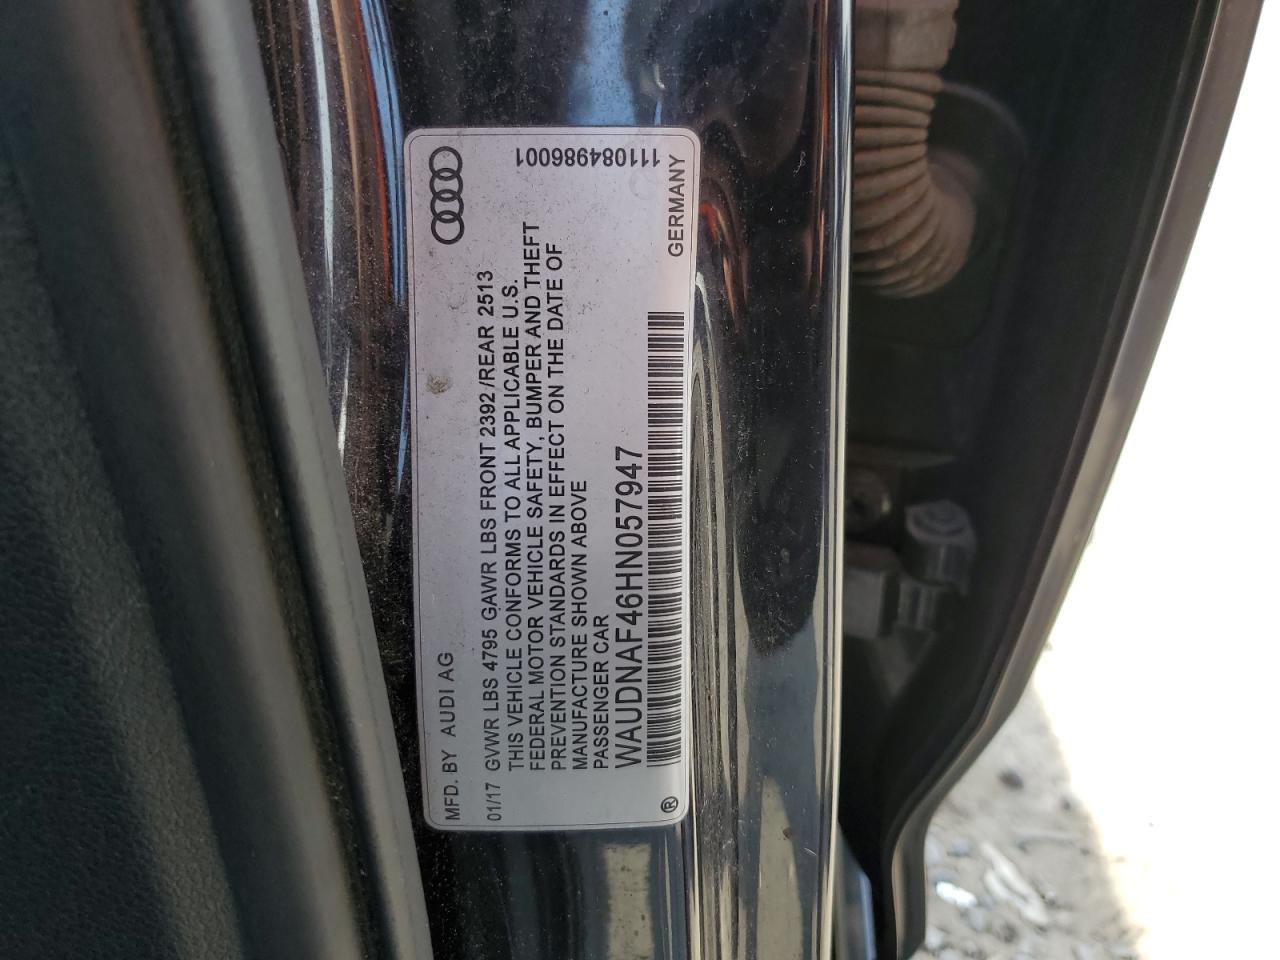 MFD. BY AUDI AG
01/17 GVWR LBS 4795 GAWR LBS FRONT 2392 /REAR 2513
THIS VEHICLE CONFORMS TO ALL APPLICABLE U.S.
FEDERAL MOTOR VEHICLE SAFETY, BUMPER AND THEFT
PREVENTION STANDARDS IN EFFECT ON THE DATE OF
MANUFACTURE SHOWN ABOVE
PASSENGER CAR
WAUDNAF46HN057947
®
GERMANY
111084986001